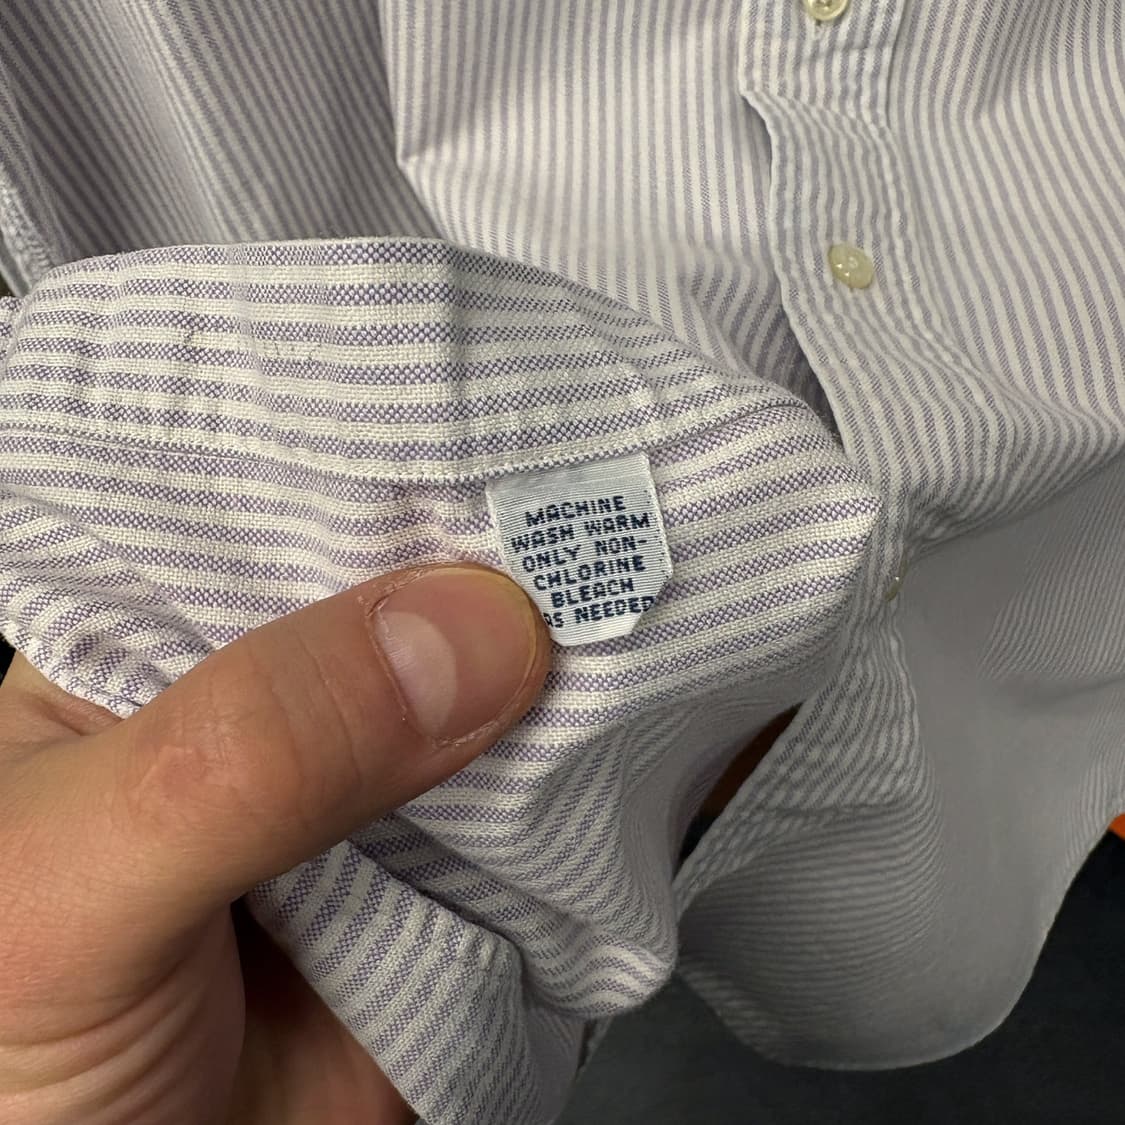 MACHINE
WASH WARM
ONLY NON-
CHLORINE
BLEACH
AS NEEDED